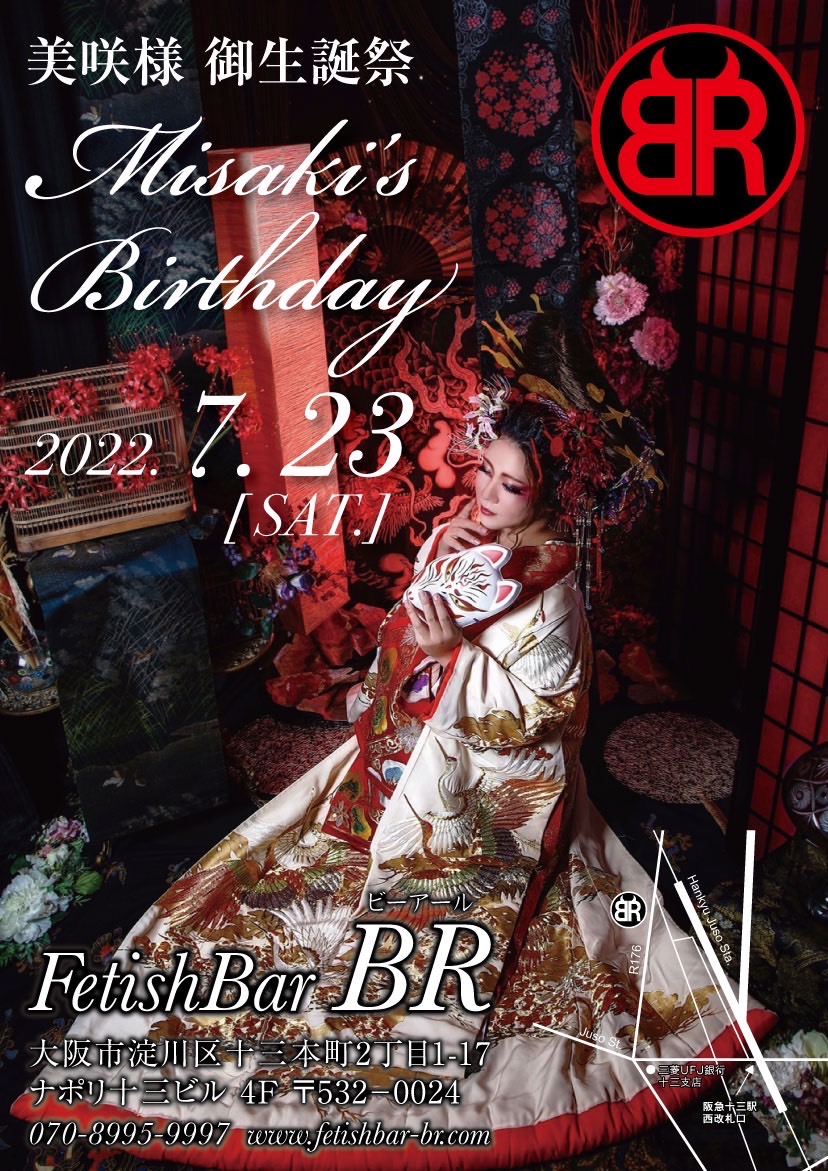 美咲様 御生誕祭
Misaki's
Birthday
2022. 7. 23
[SAT.]
BR
ビーアール
FetishBar BR
大阪市淀川区十三本町2丁目1-17
ナポリ十三ビル 4F 〒532-0024
070-8995-9997 www.fetishbar-br.com
BR
Hankyu Juso Sta.
R176
Juso St.
三菱UFJ銀行
十三支店
阪急十三駅
西改札口